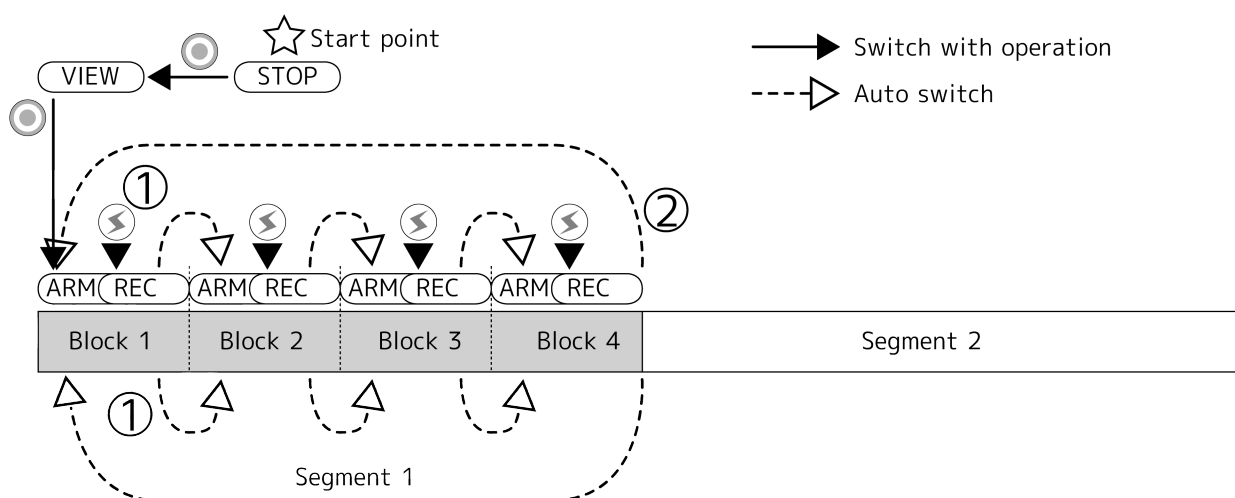 Start point
Switch with operation
VIEW
STOP
Auto switch
①
②
ARM REC ARM REC ARM REC ARM REC
Block 1 Block 2 Block 3 Block 4 Segment 2
①
Segment 1